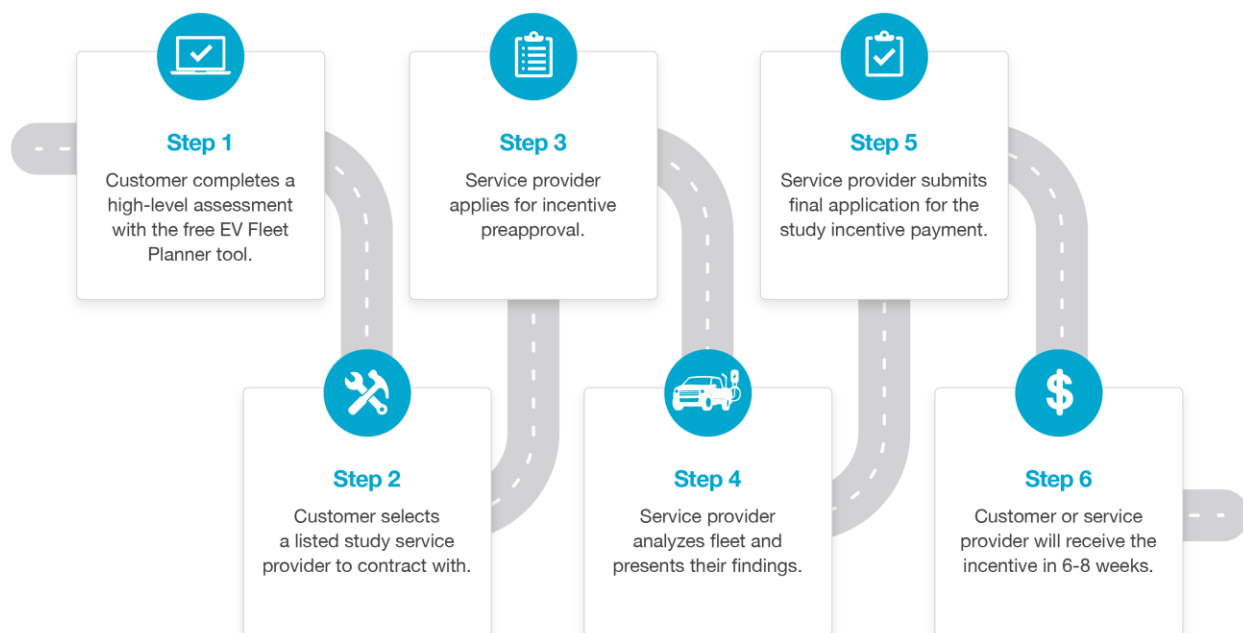 Step 1
Customer completes a
high-level assessment
with the free EV Fleet
Planner tool.
Step 2
Customer selects
a listed study service
provider to contract with.
Step 3
Service provider
applies for incentive
preapproval.
Step 4
Service provider
analyzes fleet and
presents their findings.
Step 5
Service provider submits
final application for the
study incentive payment.
Step 6
Customer or service
provider will receive the
incentive in 6-8 weeks.
$